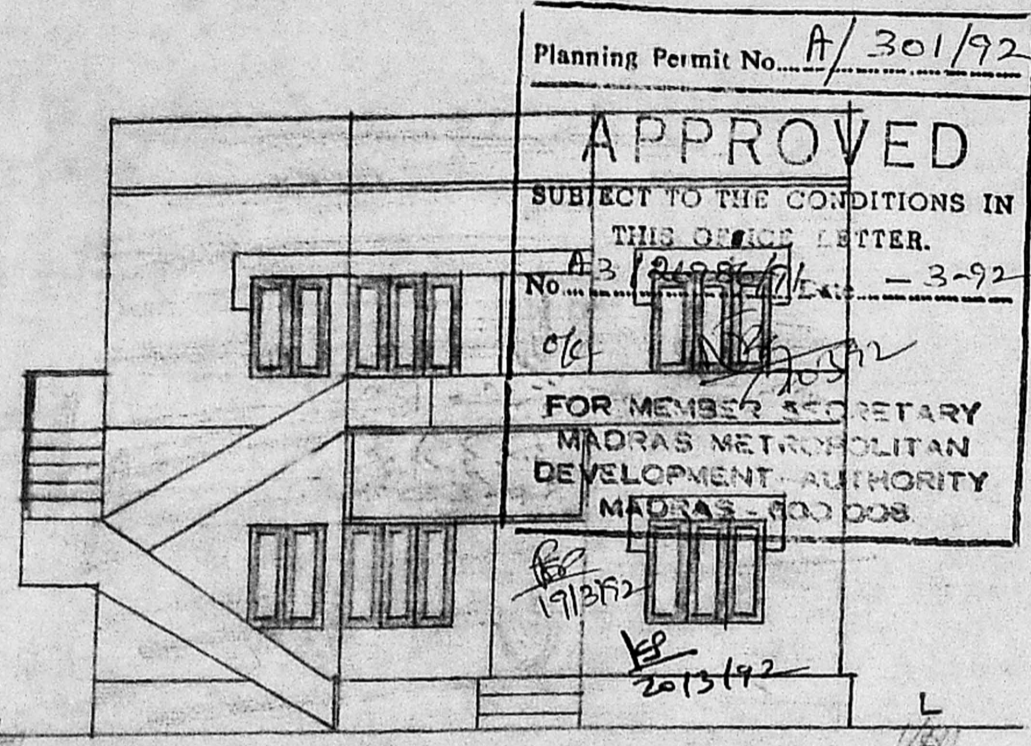 Planning Permit No. A/301/92
APPROVED
SUBJECT TO THE CONDITIONS IN
THIS OFFICE LETTER.
No. A3/ Date - 3-92
o/c
FOR MEMBER SECRETARY
MADRAS METROPOLITAN
DEVELOPMENT AUTHORITY
MADRAS - 600 008
19/3/92
20/3/92
L